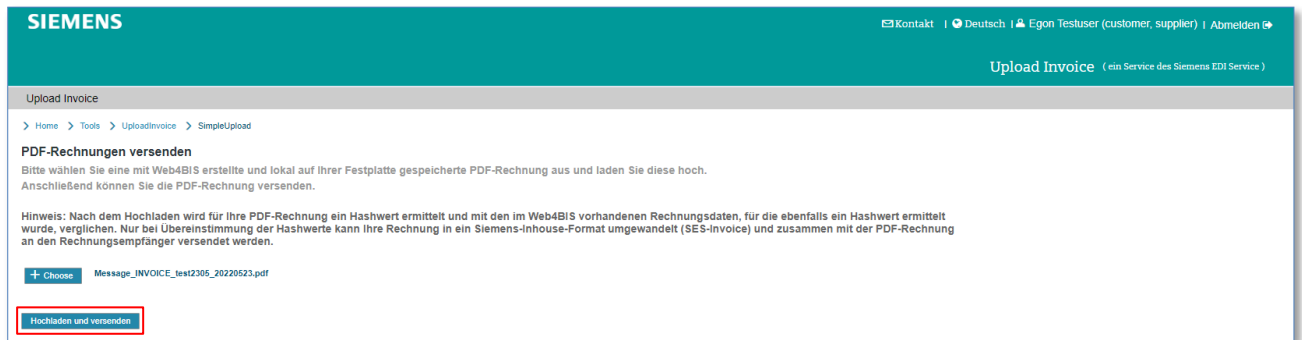 SIEMENS
Kontakt | Deutsch | Egon Testuser (customer, supplier) | Abmelden
Upload Invoice ( ein Service des Siemens EDI Service )
Upload Invoice
> Home > Tools > UploadInvoice > SimpleUpload
PDF-Rechnungen versenden
Bitte wählen Sie eine mit Web4BIS erstellte und lokal auf Ihrer Festplatte gespeicherte PDF-Rechnung aus und laden Sie diese hoch.
Anschließend können Sie die PDF-Rechnung versenden.
Hinweis: Nach dem Hochladen wird für Ihre PDF-Rechnung ein Hashwert ermittelt und mit den im Web4BIS vorhandenen Rechnungsdaten, für die ebenfalls ein Hashwert ermittelt
wurde, verglichen. Nur bei Übereinstimmung der Hashwerte kann Ihre Rechnung in ein Siemens-Inhouse-Format umgewandelt (SES-Invoice) und zusammen mit der PDF-Rechnung
an den Rechnungsempfänger versendet werden.
+ Choose Message_INVOICE_test2305_20220523.pdf
Hochladen und versenden